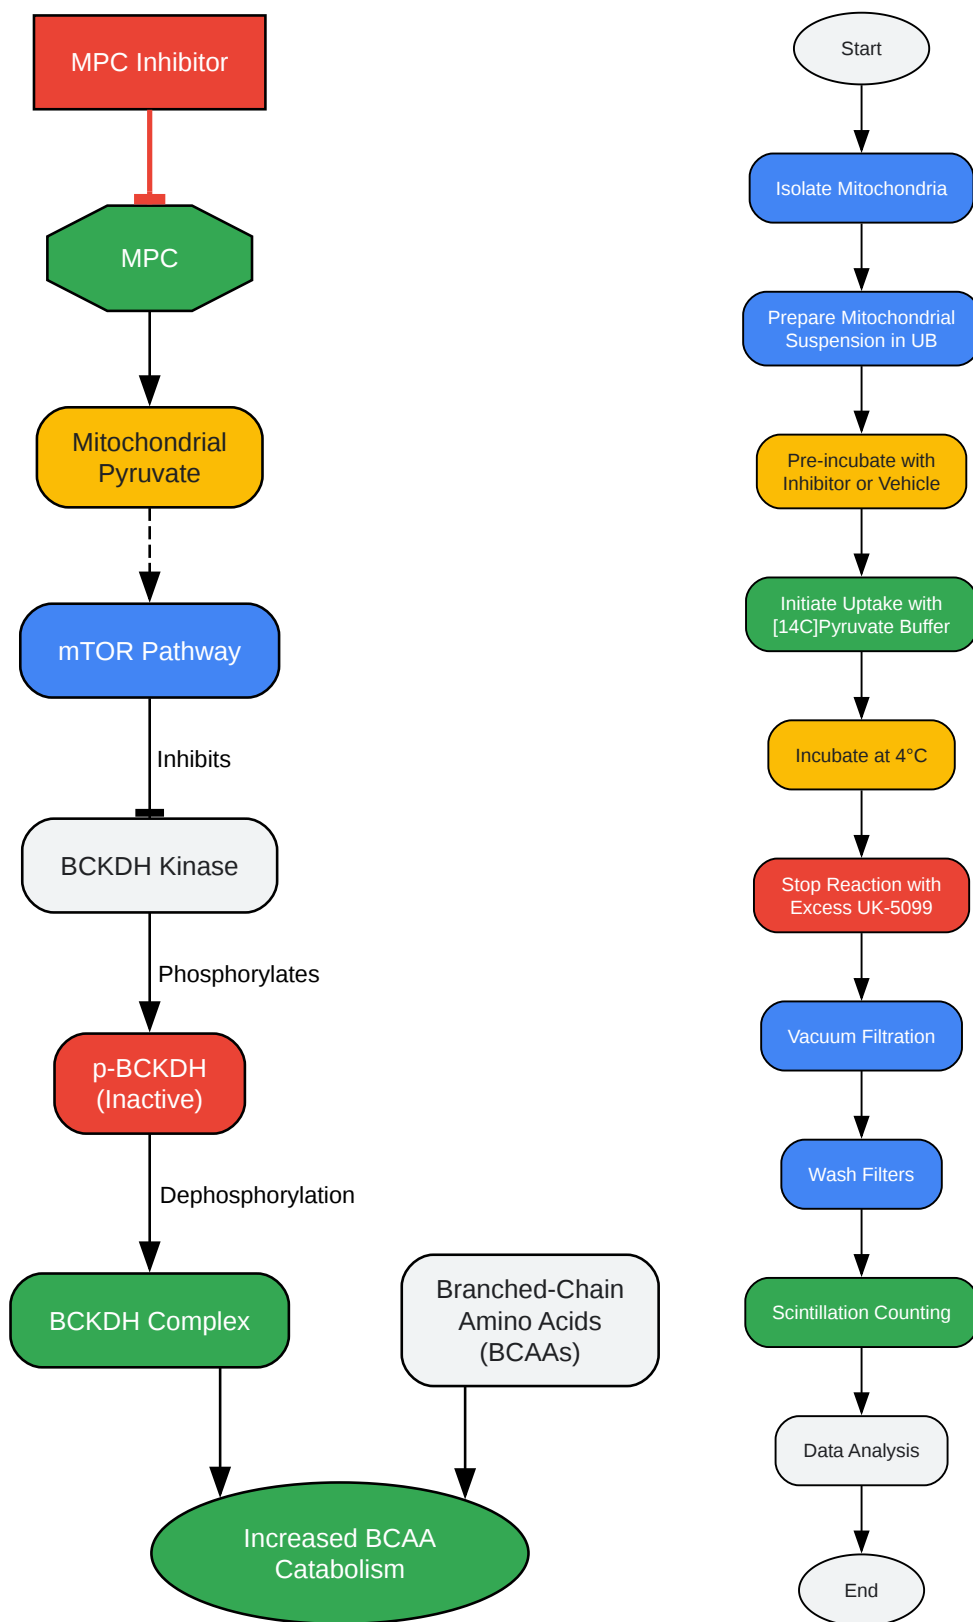 MPC Inhibitor
MPC
Mitochondrial
Pyruvate
mTOR Pathway
Inhibits
BCKDH Kinase
Phosphorylates
p-BCKDH
(Inactive)
Dephosphorylation
BCKDH Complex
Branched-Chain
Amino Acids
(BCAAs)
Increased BCAA
Catabolism
Start
Isolate Mitochondria
Prepare Mitochondrial
Suspension in UB
Pre-incubate with
Inhibitor or Vehicle
Initiate Uptake with
[14C]Pyruvate Buffer
Incubate at 4°C
Stop Reaction with
Excess UK-5099
Vacuum Filtration
Wash Filters
Scintillation Counting
Data Analysis
End